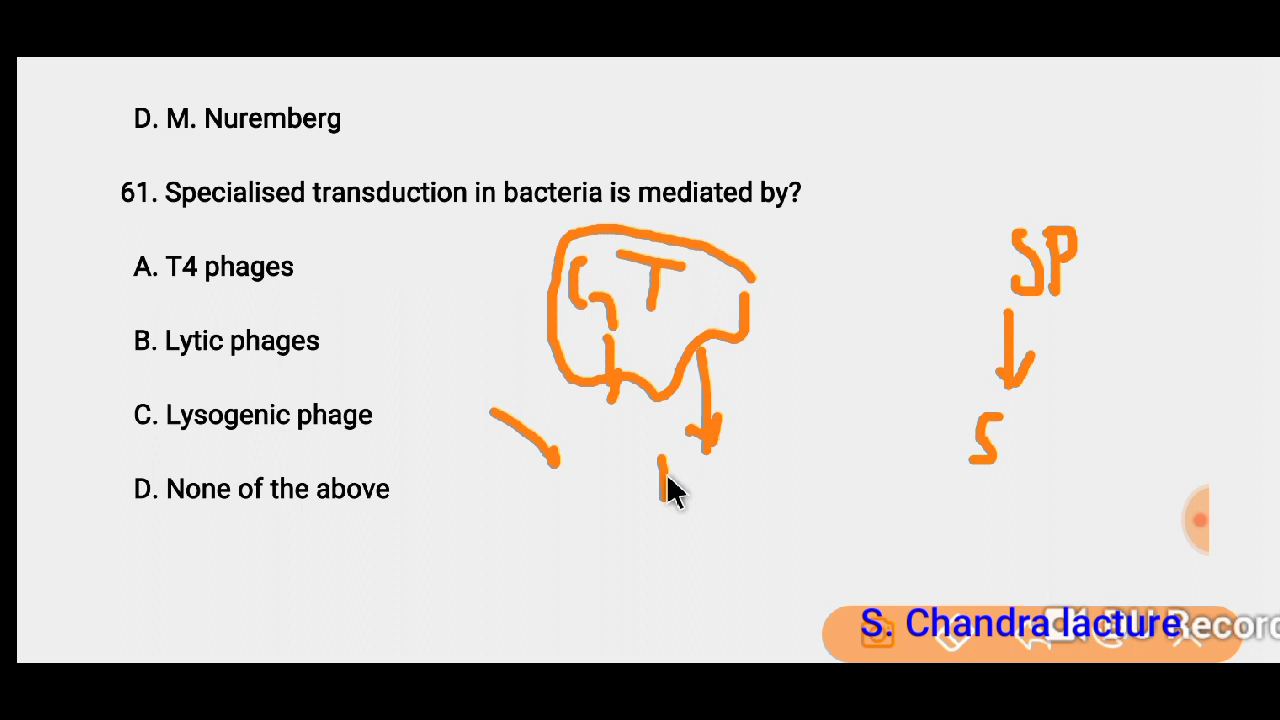 D. M. Nuremberg
61. Specialised transduction in bacteria is mediated by?
A. T4 phages
B. Lytic phages
C. Lysogenic phage
D. None of the above
GT
SP
S
S. Chandra lacture
Recor